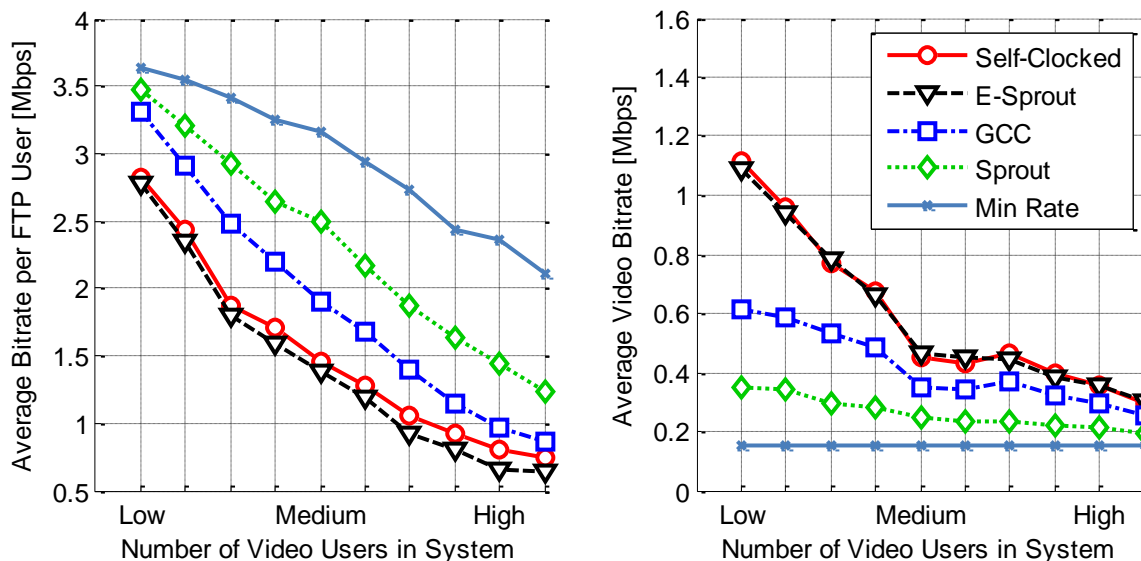 Average Bitrate per FTP User [Mbps]
4
3.5
3
2.5
2
1.5
1
0.5
Low
Medium
High
Number of Video Users in System
Average Video Bitrate [Mbps]
1.6
1.4
1.2
1
0.8
0.6
0.4
0.2
0
Self-Clocked
E-Sprout
GCC
Sprout
Min Rate
Low
Medium
High
Number of Video Users in System